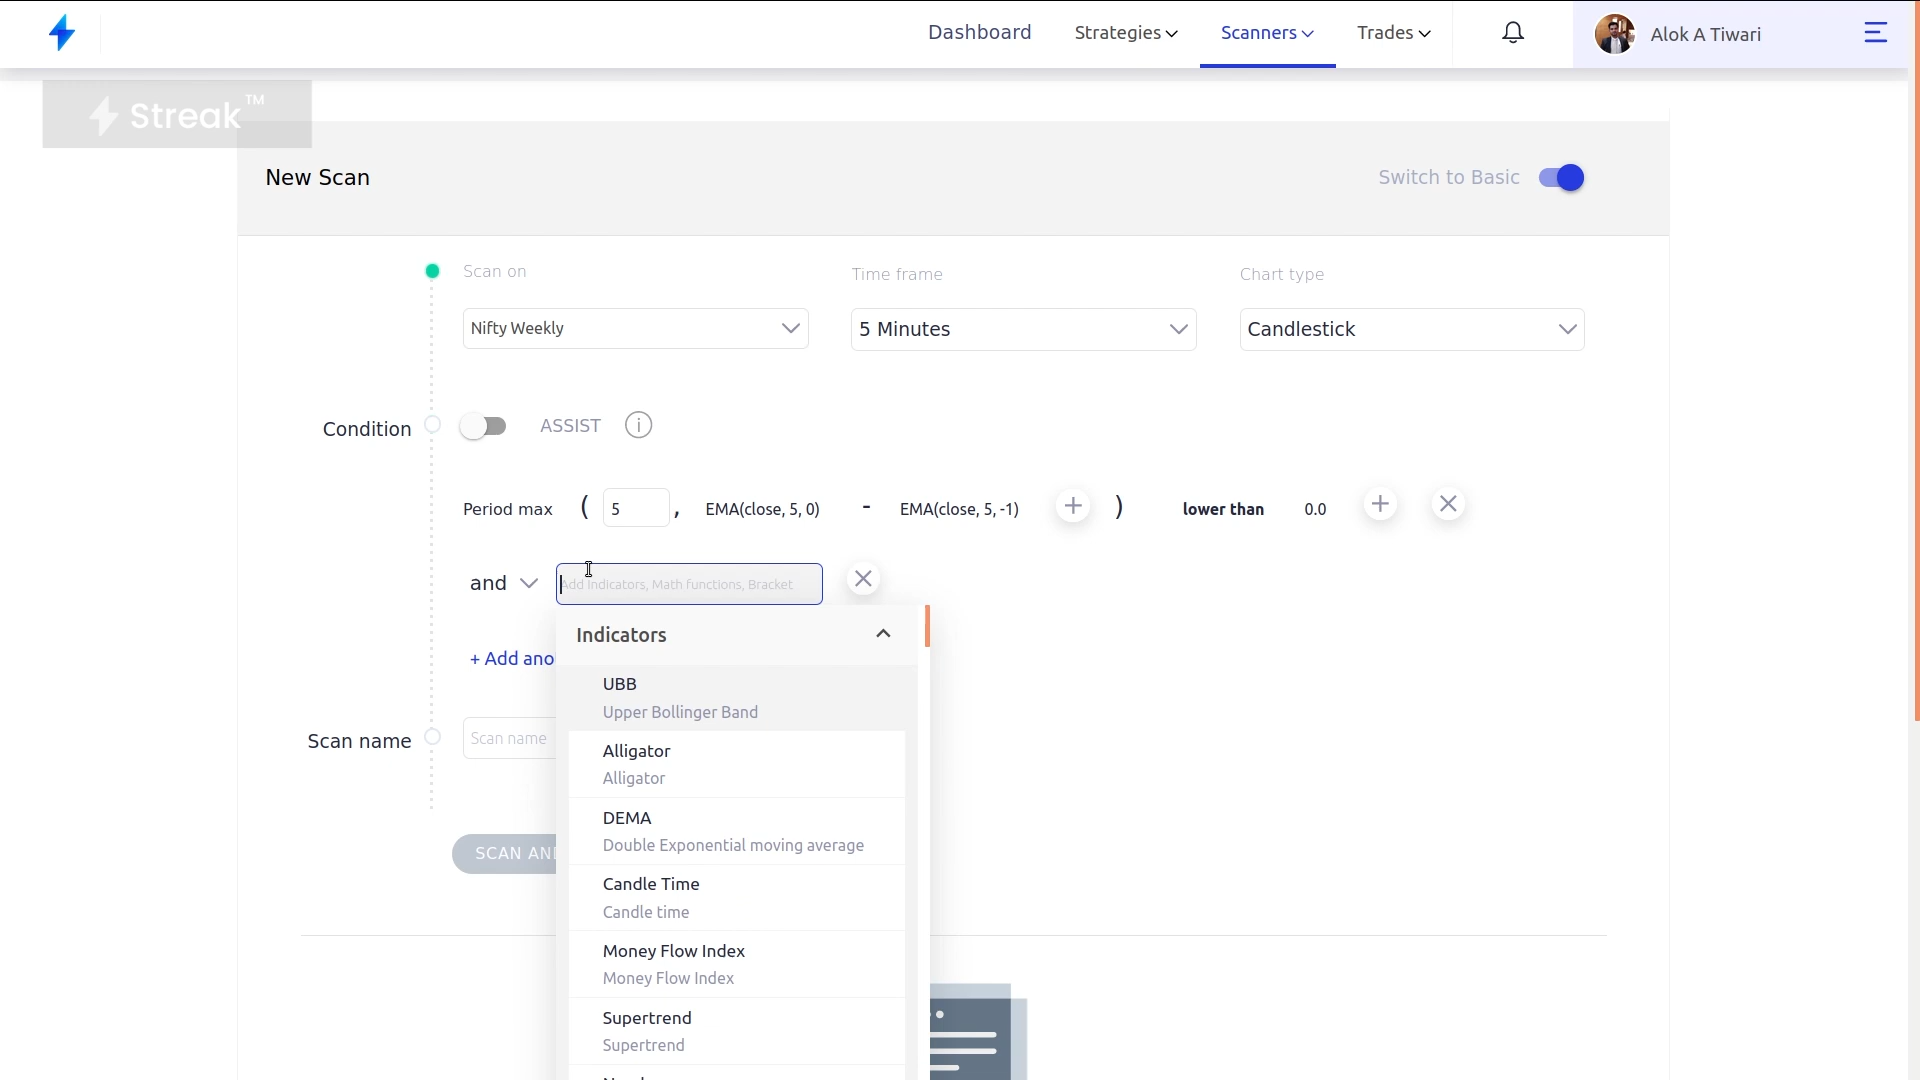 Dashboard Strategies Scanners Trades Alok A Tiwari
Streak™
New Scan Switch to Basic
Scan on Time frame Chart type
Nifty Weekly 5 Minutes Candlestick
Condition ASSIST i
Period max ( 5 , EMA(close, 5, 0) - EMA(close, 5, -1) + ) lower than 0.0 +
and Add indicators, Math functions, Bracket
Indicators
+ Add ano
UBB
Upper Bollinger Band
Scan name Scan name
Alligator
Alligator
DEMA
Double Exponential moving average
SCAN AN
Candle Time
Candle time
Money Flow Index
Money Flow Index
Supertrend
Supertrend